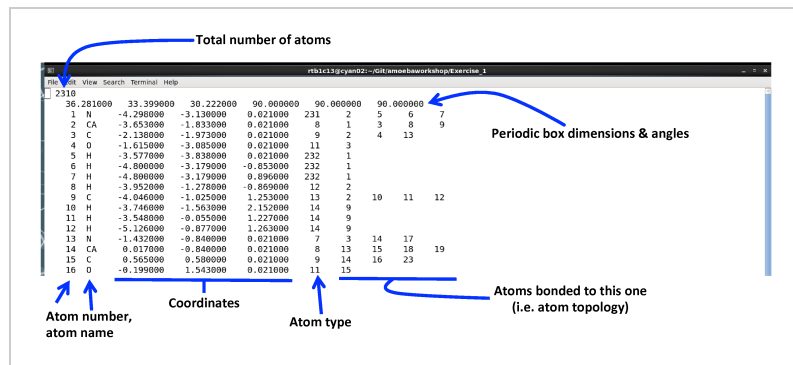 Total number of atoms
rtb1c13@cyan02:~/Git/amoebaworkshop/Exercise_1
File Edit View Search Terminal Help
2310
36.281000 33.399000 30.222000 90.000000 90.000000 90.000000
1 N -4.298000 -3.130000 0.021000 231 2 5 6 7
2 CA -3.653000 -1.833000 0.021000 8 1 3 8 9
3 C -2.138000 -1.973000 0.021000 9 2 4 13
4 O -1.615000 -3.085000 0.021000 11 3
5 H -3.577000 -3.838000 0.021000 232 1
6 H -4.800000 -3.179000 -0.853000 232 1
7 H -4.800000 -3.179000 0.896000 232 1
8 H -3.952000 -1.278000 -0.869000 12 2
9 C -4.046000 -1.025000 1.253000 13 2 10 11 12
10 H -3.746000 -1.563000 2.152000 14 9
11 H -3.548000 -0.055000 1.227000 14 9
12 H -5.126000 -0.877000 1.263000 14 9
13 N -1.432000 -0.840000 0.021000 7 3 14 17
14 CA 0.017000 -0.840000 0.021000 8 13 15 18 19
15 C 0.565000 0.580000 0.021000 9 14 16 23
16 O -0.199000 1.543000 0.021000 11 15
Periodic box dimensions & angles
Atom number,
atom name
Coordinates
Atom type
Atoms bonded to this one
(i.e. atom topology)